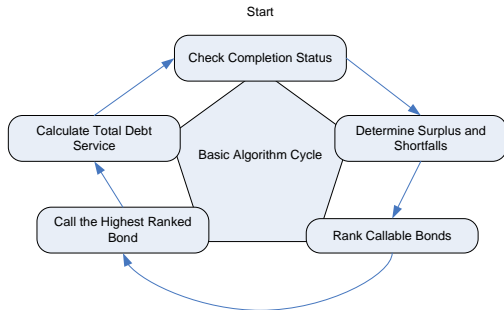 Start
Check Completion Status
Determine Surplus and
Shortfalls
Rank Callable Bonds
Call the Highest Ranked
Bond
Calculate Total Debt
Service
Basic Algorithm Cycle